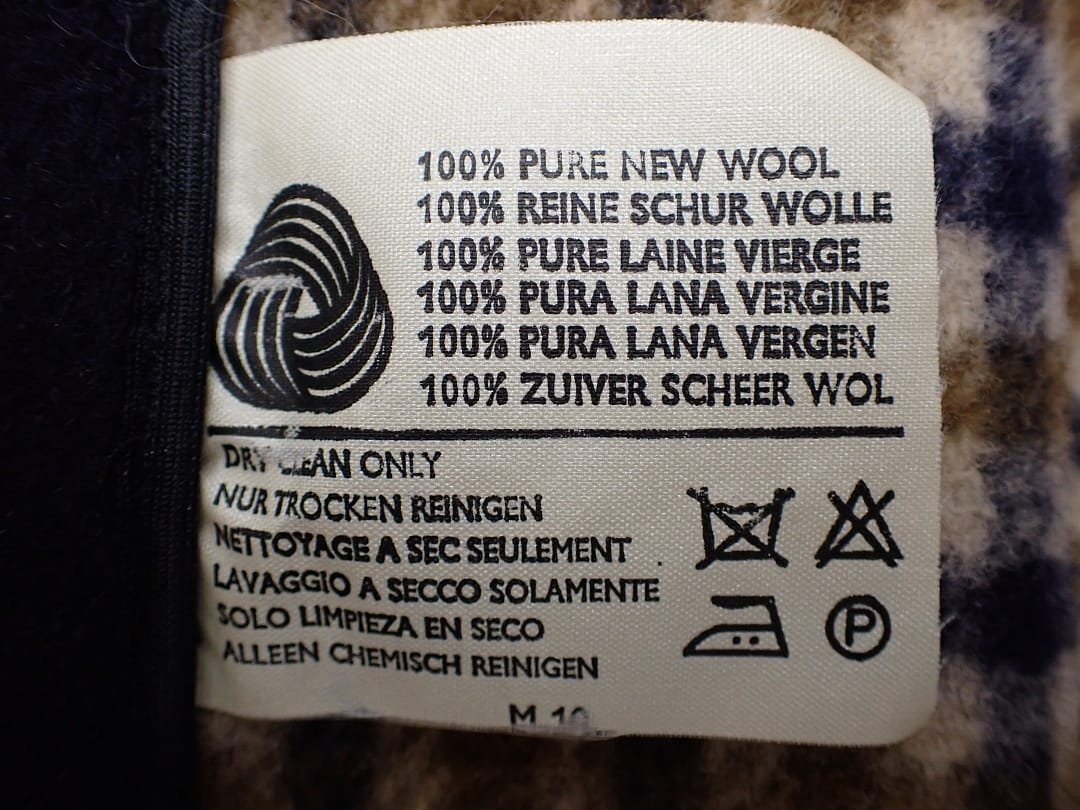 100% PURE NEW WOOL
100% REINE SCHUR WOLLE
100% PURE LAINE VIERGE
100% PURA LANA VERGINE
100% PURA LANA VERGEN
100% ZUIVER SCHEER WOL
DRY CLEAN ONLY
NUR TROCKEN REINIGEN
NETTOYAGE A SEC SEULEMENT
LAVAGGIO A SECCO SOLAMENTE
SOLO LIMPIEZA EN SECO
ALLEEN CHEMISCH REINIGEN
P
M